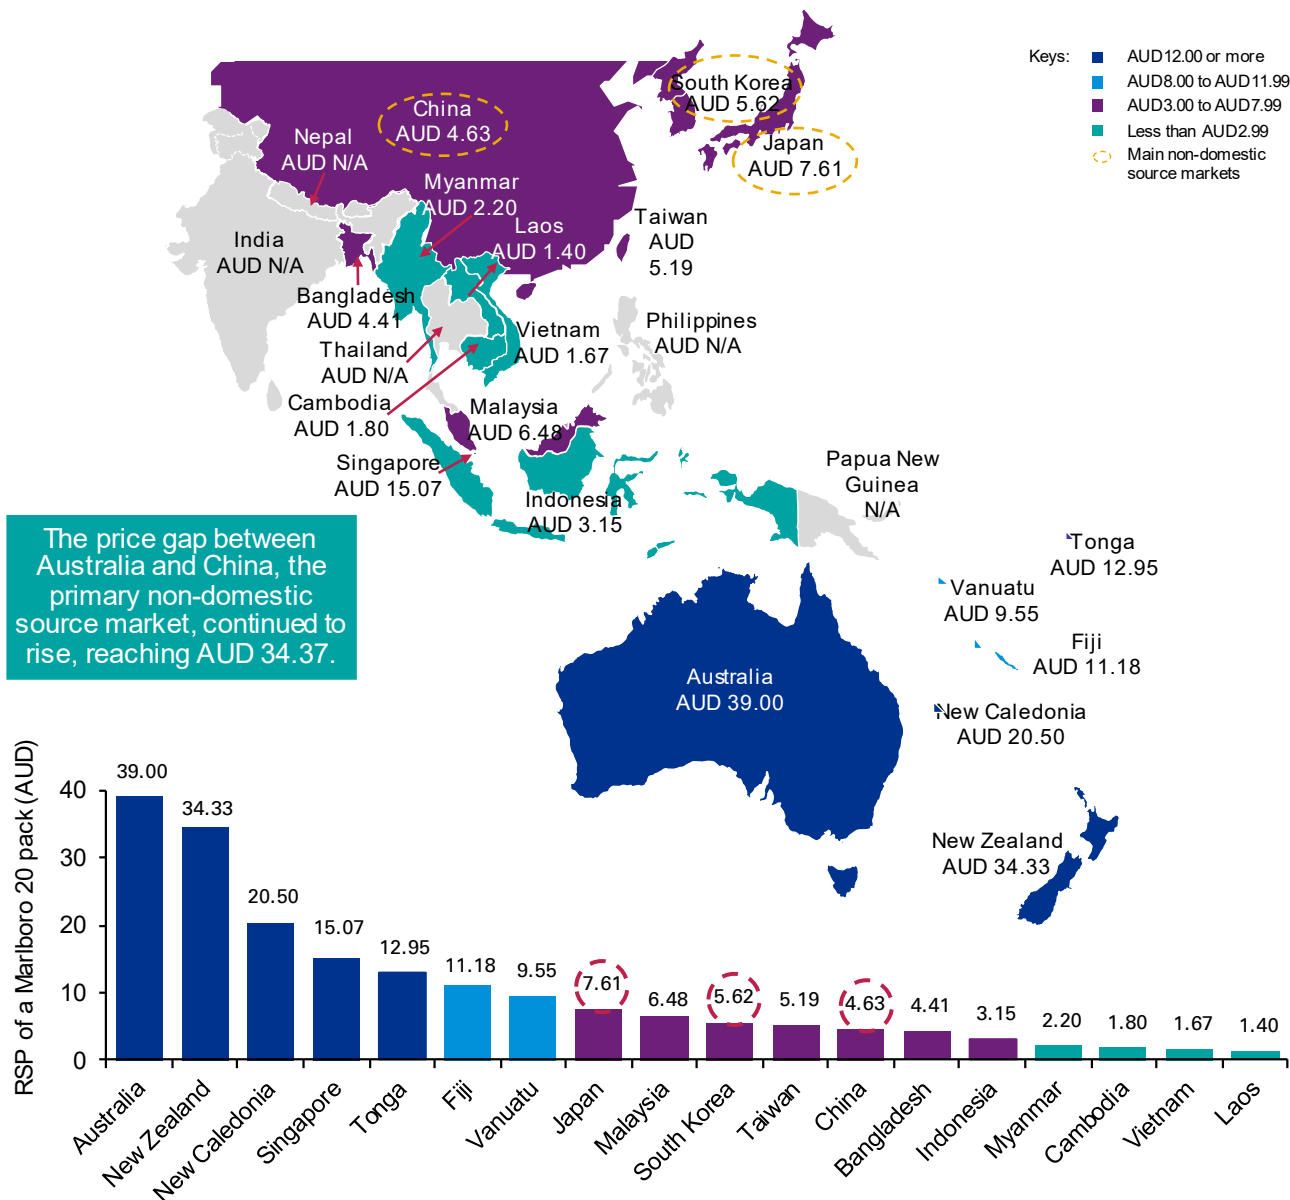 Keys:
AUD12.00 or more
AUD8.00 to AUD11.99
AUD3.00 to AUD7.99
Less than AUD2.99
Main non-domestic
source markets
South Korea
AUD 5.62
China
AUD 4.63
Japan
AUD 7.61
Nepal
AUD N/A
Myanmar
AUD 2.20
Laos
AUD 1.40
Taiwan
AUD
5.19
India
AUD N/A
Bangladesh
AUD 4.41
Vietnam
AUD 1.67
Philippines
AUD N/A
Thailand
AUD N/A
Cambodia
AUD 1.80
Malaysia
AUD 6.48
Singapore
AUD 15.07
Indonesia
AUD 3.15
Papua New
Guinea
N/A
The price gap between
Australia and China, the
primary non-domestic
source market, continued to
rise, reaching AUD 34.37.
Tonga
AUD 12.95
Vanuatu
AUD 9.55
Fiji
AUD 11.18
Australia
AUD 39.00
New Caledonia
AUD 20.50
New Zealand
AUD 34.33
RSP of a Marlboro 20 pack (AUD)
40
30
20
10
0
39.00
34.33
20.50
15.07
12.95
11.18
9.55
7.61
6.48
5.62
5.19
4.63
4.41
3.15
2.20
1.80
1.67
1.40
Australia
New Zealand
New Caledonia
Singapore
Tonga
Fiji
Vanuatu
Japan
Malaysia
South Korea
Taiwan
China
Bangladesh
Indonesia
Myanmar
Cambodia
Vietnam
Laos